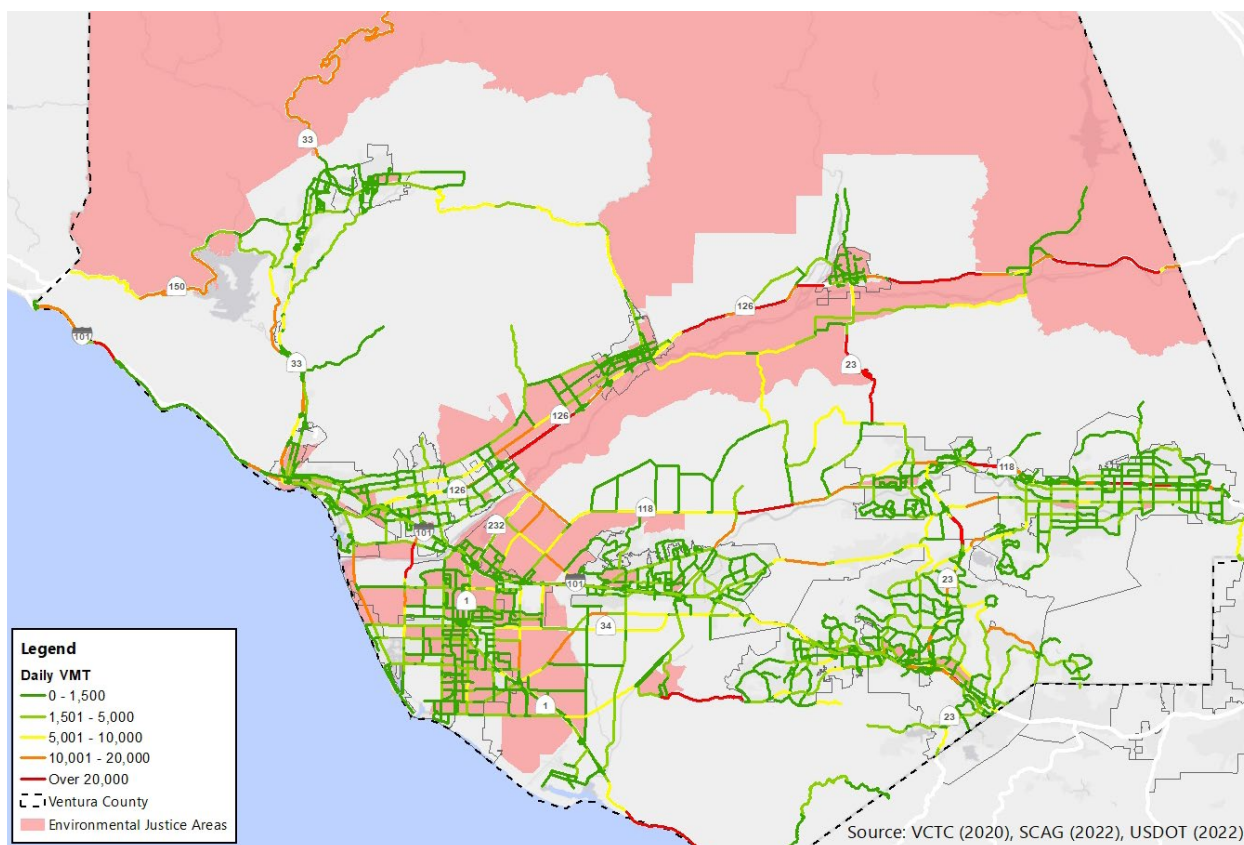 33
150
101
33
126
23
126
126
118
118
232
101
101
1
34
23
1
23
Legend
Daily VMT
0 - 1,500
1,501 - 5,000
5,001 - 10,000
10,001 - 20,000
Over 20,000
Ventura County
Environmental Justice Areas
Source: VCTC (2020), SCAG (2022), USDOT (2022)